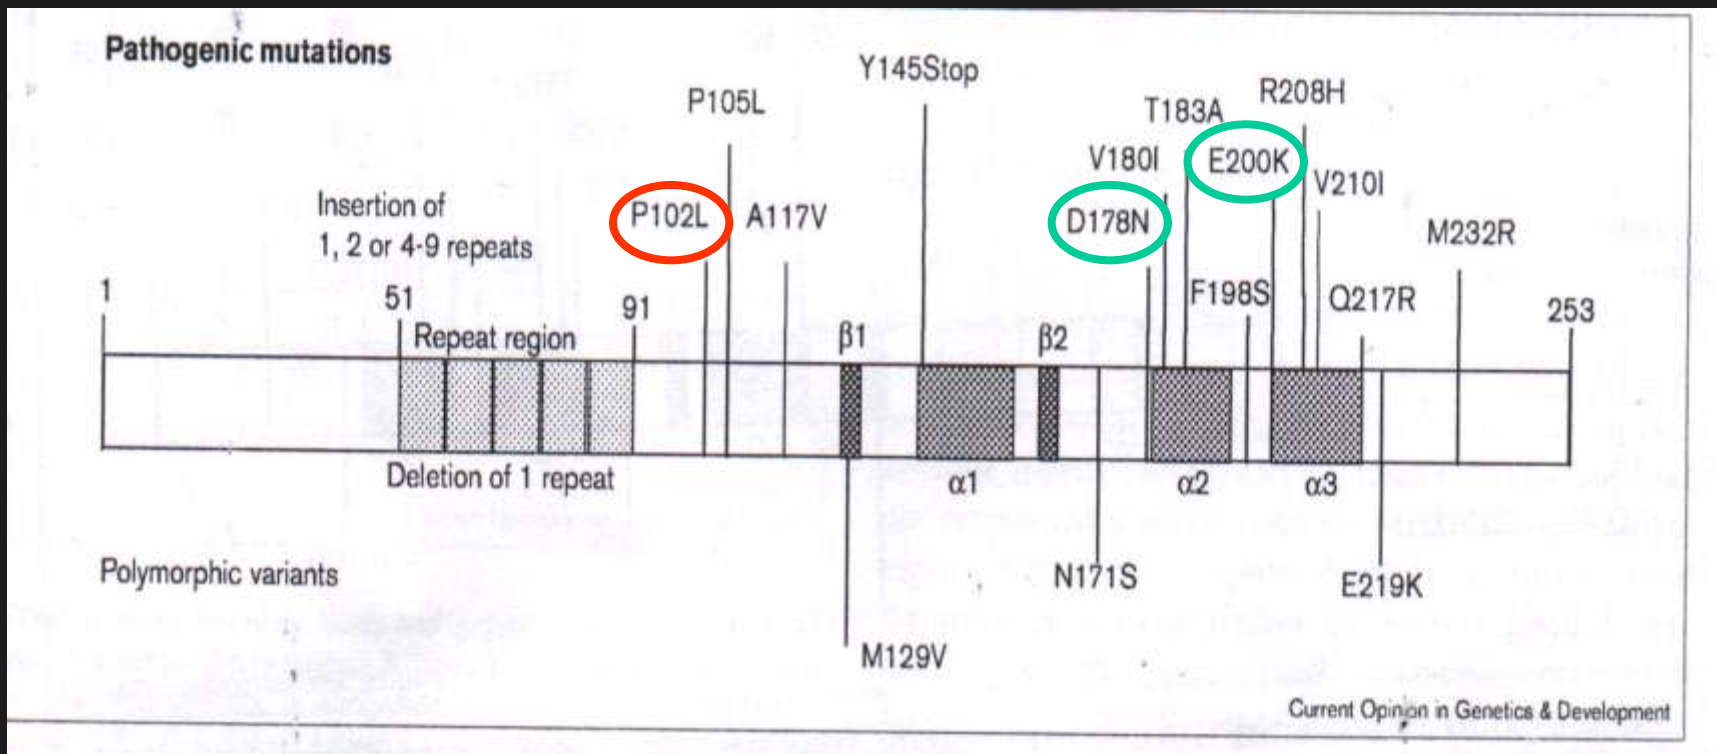 Pathogenic mutations
Y145Stop
P105L
T183A
R208H
V180I
E200K
V210I
Insertion of
1, 2 or 4-9 repeats
P102L
A117V
D178N
M232R
1
51
91
F198S
Q217R
253
Repeat region
β1
β2
Deletion of 1 repeat
α1
α2
α3
Polymorphic variants
N171S
E219K
M129V
Current Opinion in Genetics & Development